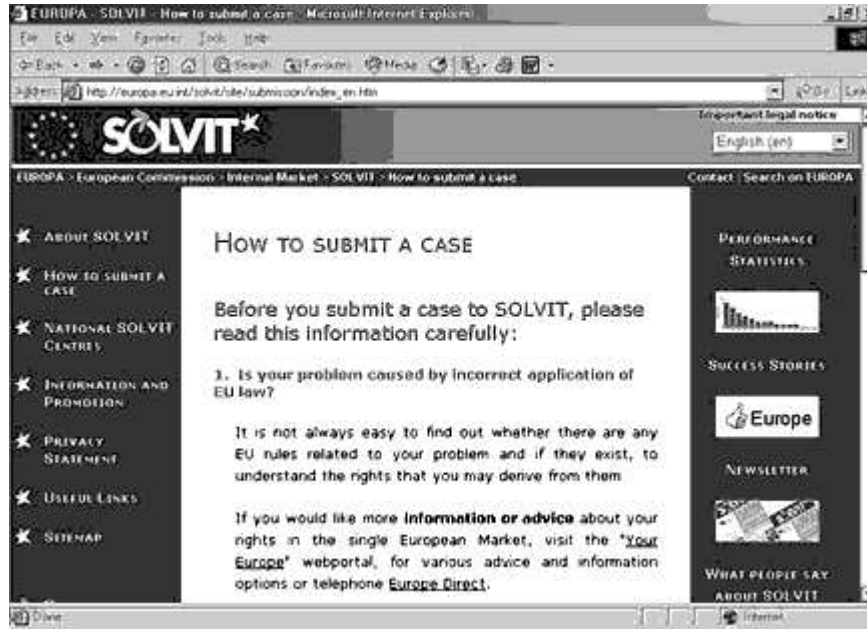 EUROPA - SOLVIT - How to submit a case - Microsoft Internet Explorer
File Edit View Favorites Tools Help
Back Search Favorites Media
Address http://europa.eu.int/solvit/site/submission/index_en.htm Go Links
SOLVIT
Important legal notice
English (en)
EUROPA > European Commission > Internal Market > SOLVIT > How to submit a case Contact | Search on EUROPA
ABOUT SOLVIT
HOW TO SUBMIT A
CASE
NATIONAL SOLVIT
CENTRES
INFORMATION AND
PROMOTION
PRIVACY
STATEMENT
USEFUL LINKS
SITEMAP
HOW TO SUBMIT A CASE
Before you submit a case to SOLVIT, please
read this information carefully:
1. Is your problem caused by incorrect application of
EU law?
It is not always easy to find out whether there are any
EU rules related to your problem and if they exist, to
understand the rights that you may derive from them
If you would like more information or advice about your
rights in the single European Market, visit the "Your
Europe" webportal, for various advice and information
options or telephone Europe Direct.
PERFORMANCE
STATISTICS
SUCCESS STORIES
Europe
NEWSLETTER
WHAT PEOPLE SAY
ABOUT SOLVIT
Done Internet